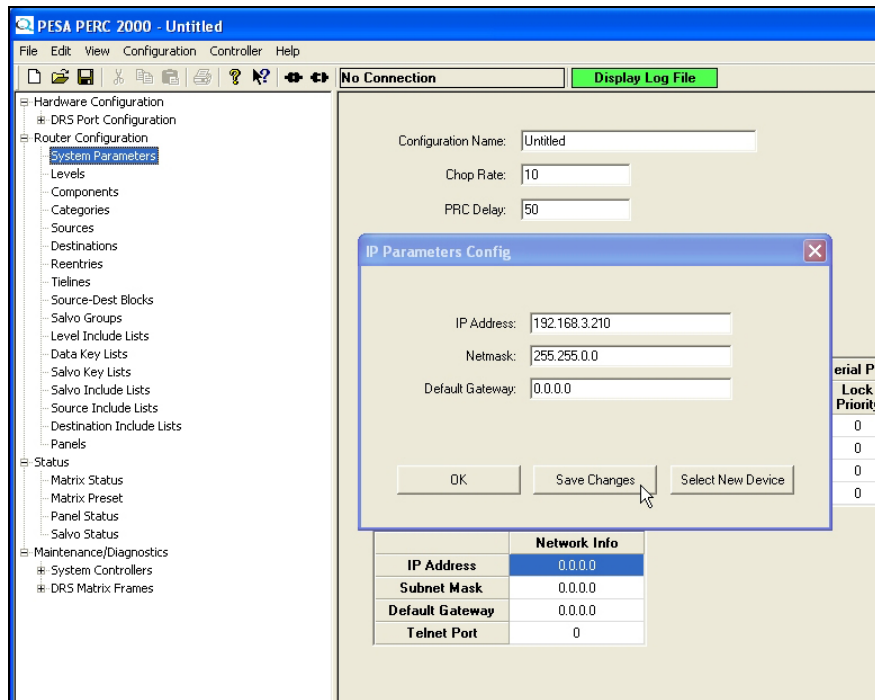 PESA PERC 2000 - Untitled
File Edit View Configuration Controller Help
No Connection
Display Log File
Hardware Configuration
DRS Port Configuration
Router Configuration
System Parameters
Levels
Components
Categories
Sources
Destinations
Reentries
Tielines
Source-Dest Blocks
Salvo Groups
Level Include Lists
Data Key Lists
Salvo Key Lists
Salvo Include Lists
Source Include Lists
Destination Include Lists
Panels
Status
Matrix Status
Matrix Preset
Panel Status
Salvo Status
Maintenance/Diagnostics
System Controllers
DRS Matrix Frames
Configuration Name: Untitled
Chop Rate: 10
PRC Delay: 50
IP Parameters Config
IP Address: 192.168.3.210
Netmask: 255.255.0.0
Default Gateway: 0.0.0.0
OK Save Changes Select New Device
erial P
Lock
Priority
0
0
0
0
Network Info
IP Address 0.0.0.0
Subnet Mask 0.0.0.0
Default Gateway 0.0.0.0
Telnet Port 0